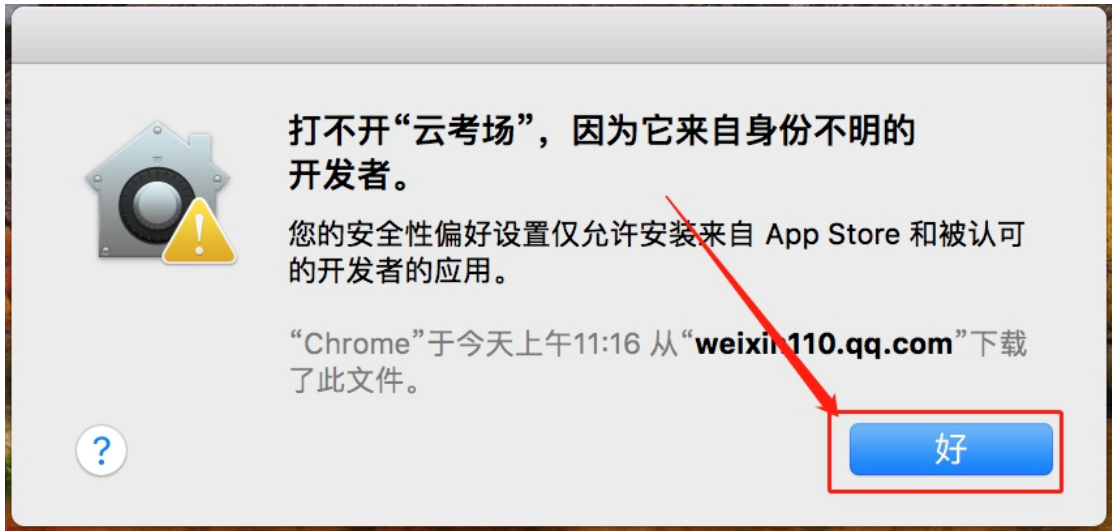 打不开“云考场”，因为它来自身份不明的
开发者。
您的安全性偏好设置仅允许安装来自 App Store 和被认可
的开发者的应用。
“Chrome”于今天上午11:16 从“weixin110.qq.com”下载
了此文件。
?
好